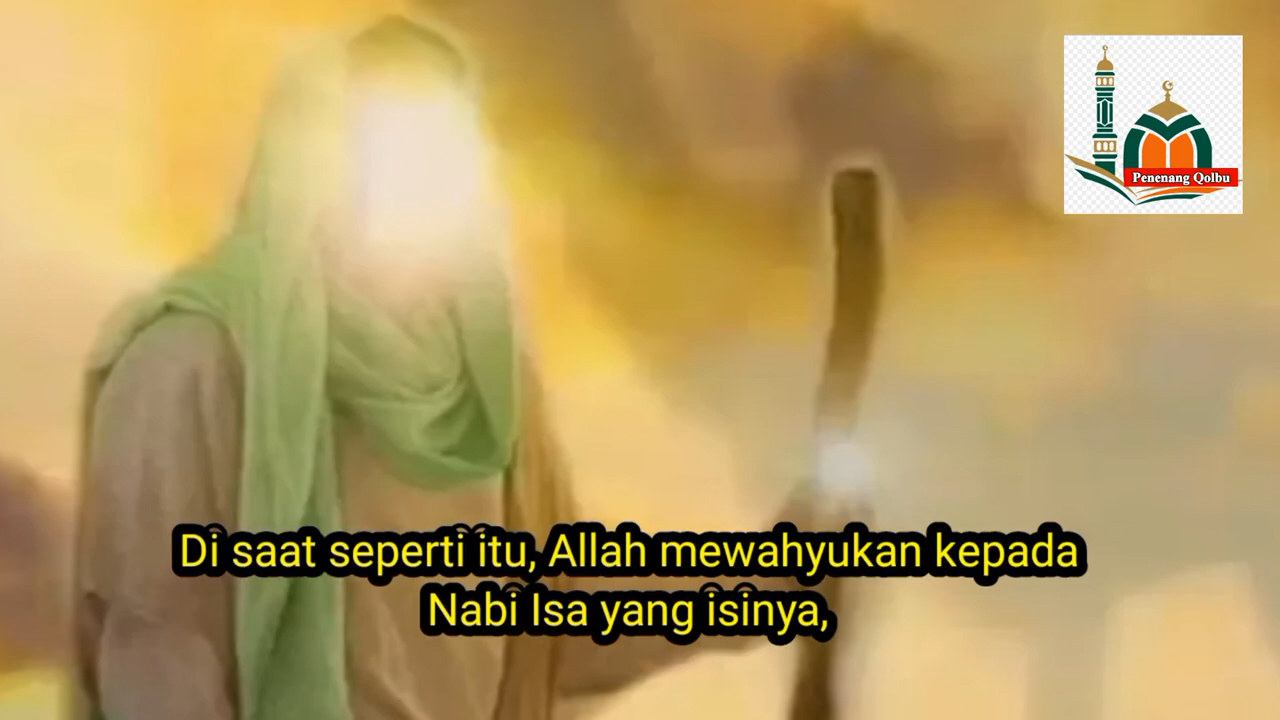 Penenang Qolbu
Di saat seperti itu, Allah mewahyukan kepada
Nabi Isa yang isinya,